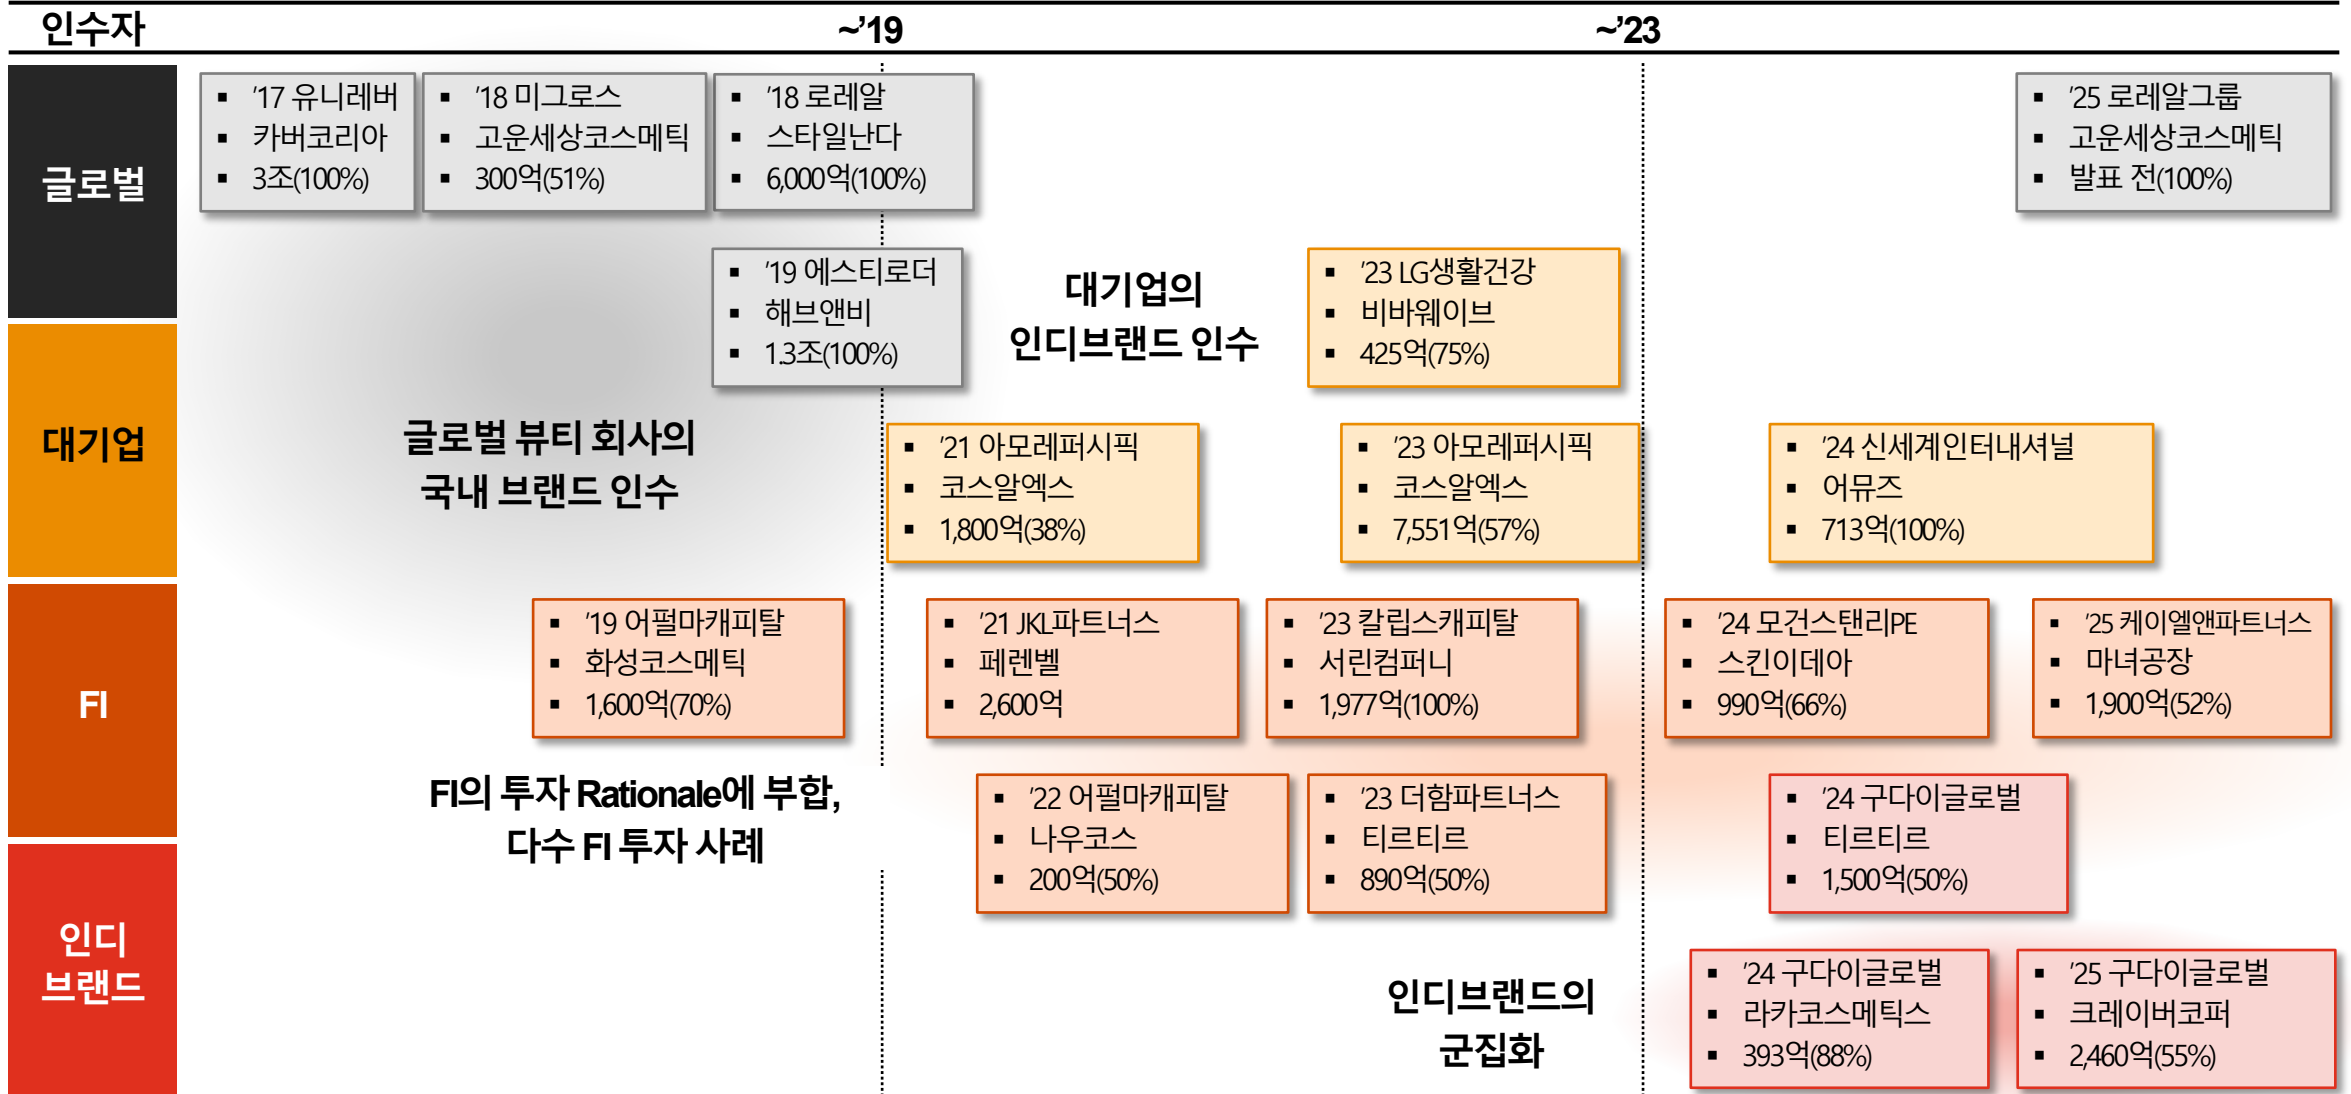 인수자
~'19
~'23
글로벌
▪ '17 유니레버
▪ 카버코리아
▪ 3조(100%)
▪ '18 미그로스
▪ 고운세상코스메틱
▪ 300억(51%)
▪ '18 로레알
▪ 스타일난다
▪ 6,000억(100%)
▪ '25 로레알그룹
▪ 고운세상코스메틱
▪ 발표 전(100%)
▪ '19 에스티로더
▪ 해브앤비
▪ 1.3조(100%)
대기업의
인디브랜드 인수
▪ '23 LG생활건강
▪ 비바웨이브
▪ 425억(75%)
대기업
글로벌 뷰티 회사의
국내 브랜드 인수
▪ '21 아모레퍼시픽
▪ 코스알엑스
▪ 1,800억(38%)
▪ '23 아모레퍼시픽
▪ 코스알엑스
▪ 7,551억(57%)
▪ '24 신세계인터내셔널
▪ 어뮤즈
▪ 713억(100%)
FI
▪ '19 어펄마캐피탈
▪ 화성코스메틱
▪ 1,600억(70%)
▪ '21 JKL파트너스
▪ 페렌벨
▪ 2,600억
▪ '23 칼립스캐피탈
▪ 서린컴퍼니
▪ 1,977억(100%)
▪ '24 모건스탠리PE
▪ 스킨이데아
▪ 990억(66%)
▪ '25 케이엘앤파트너스
▪ 마녀공장
▪ 1,900억(52%)
FI의 투자 Rationale에 부합,
다수 FI 투자 사례
▪ '22 어펄마캐피탈
▪ 나우코스
▪ 200억(50%)
▪ '23 더함파트너스
▪ 티르티르
▪ 890억(50%)
▪ '24 구다이글로벌
▪ 티르티르
▪ 1,500억(50%)
인디
브랜드
인디브랜드의
군집화
▪ '24 구다이글로벌
▪ 라카코스메틱스
▪ 393억(88%)
▪ '25 구다이글로벌
▪ 크레이버코퍼
▪ 2,460억(55%)